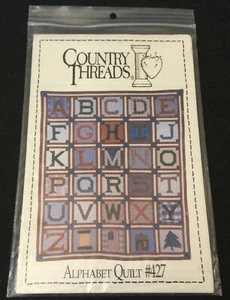 COUNTRY
THREADS
A B C D E
F G H I J
K L M N O
P Q R S T
U V W X Y
Z
ALPHABET QUILT #427